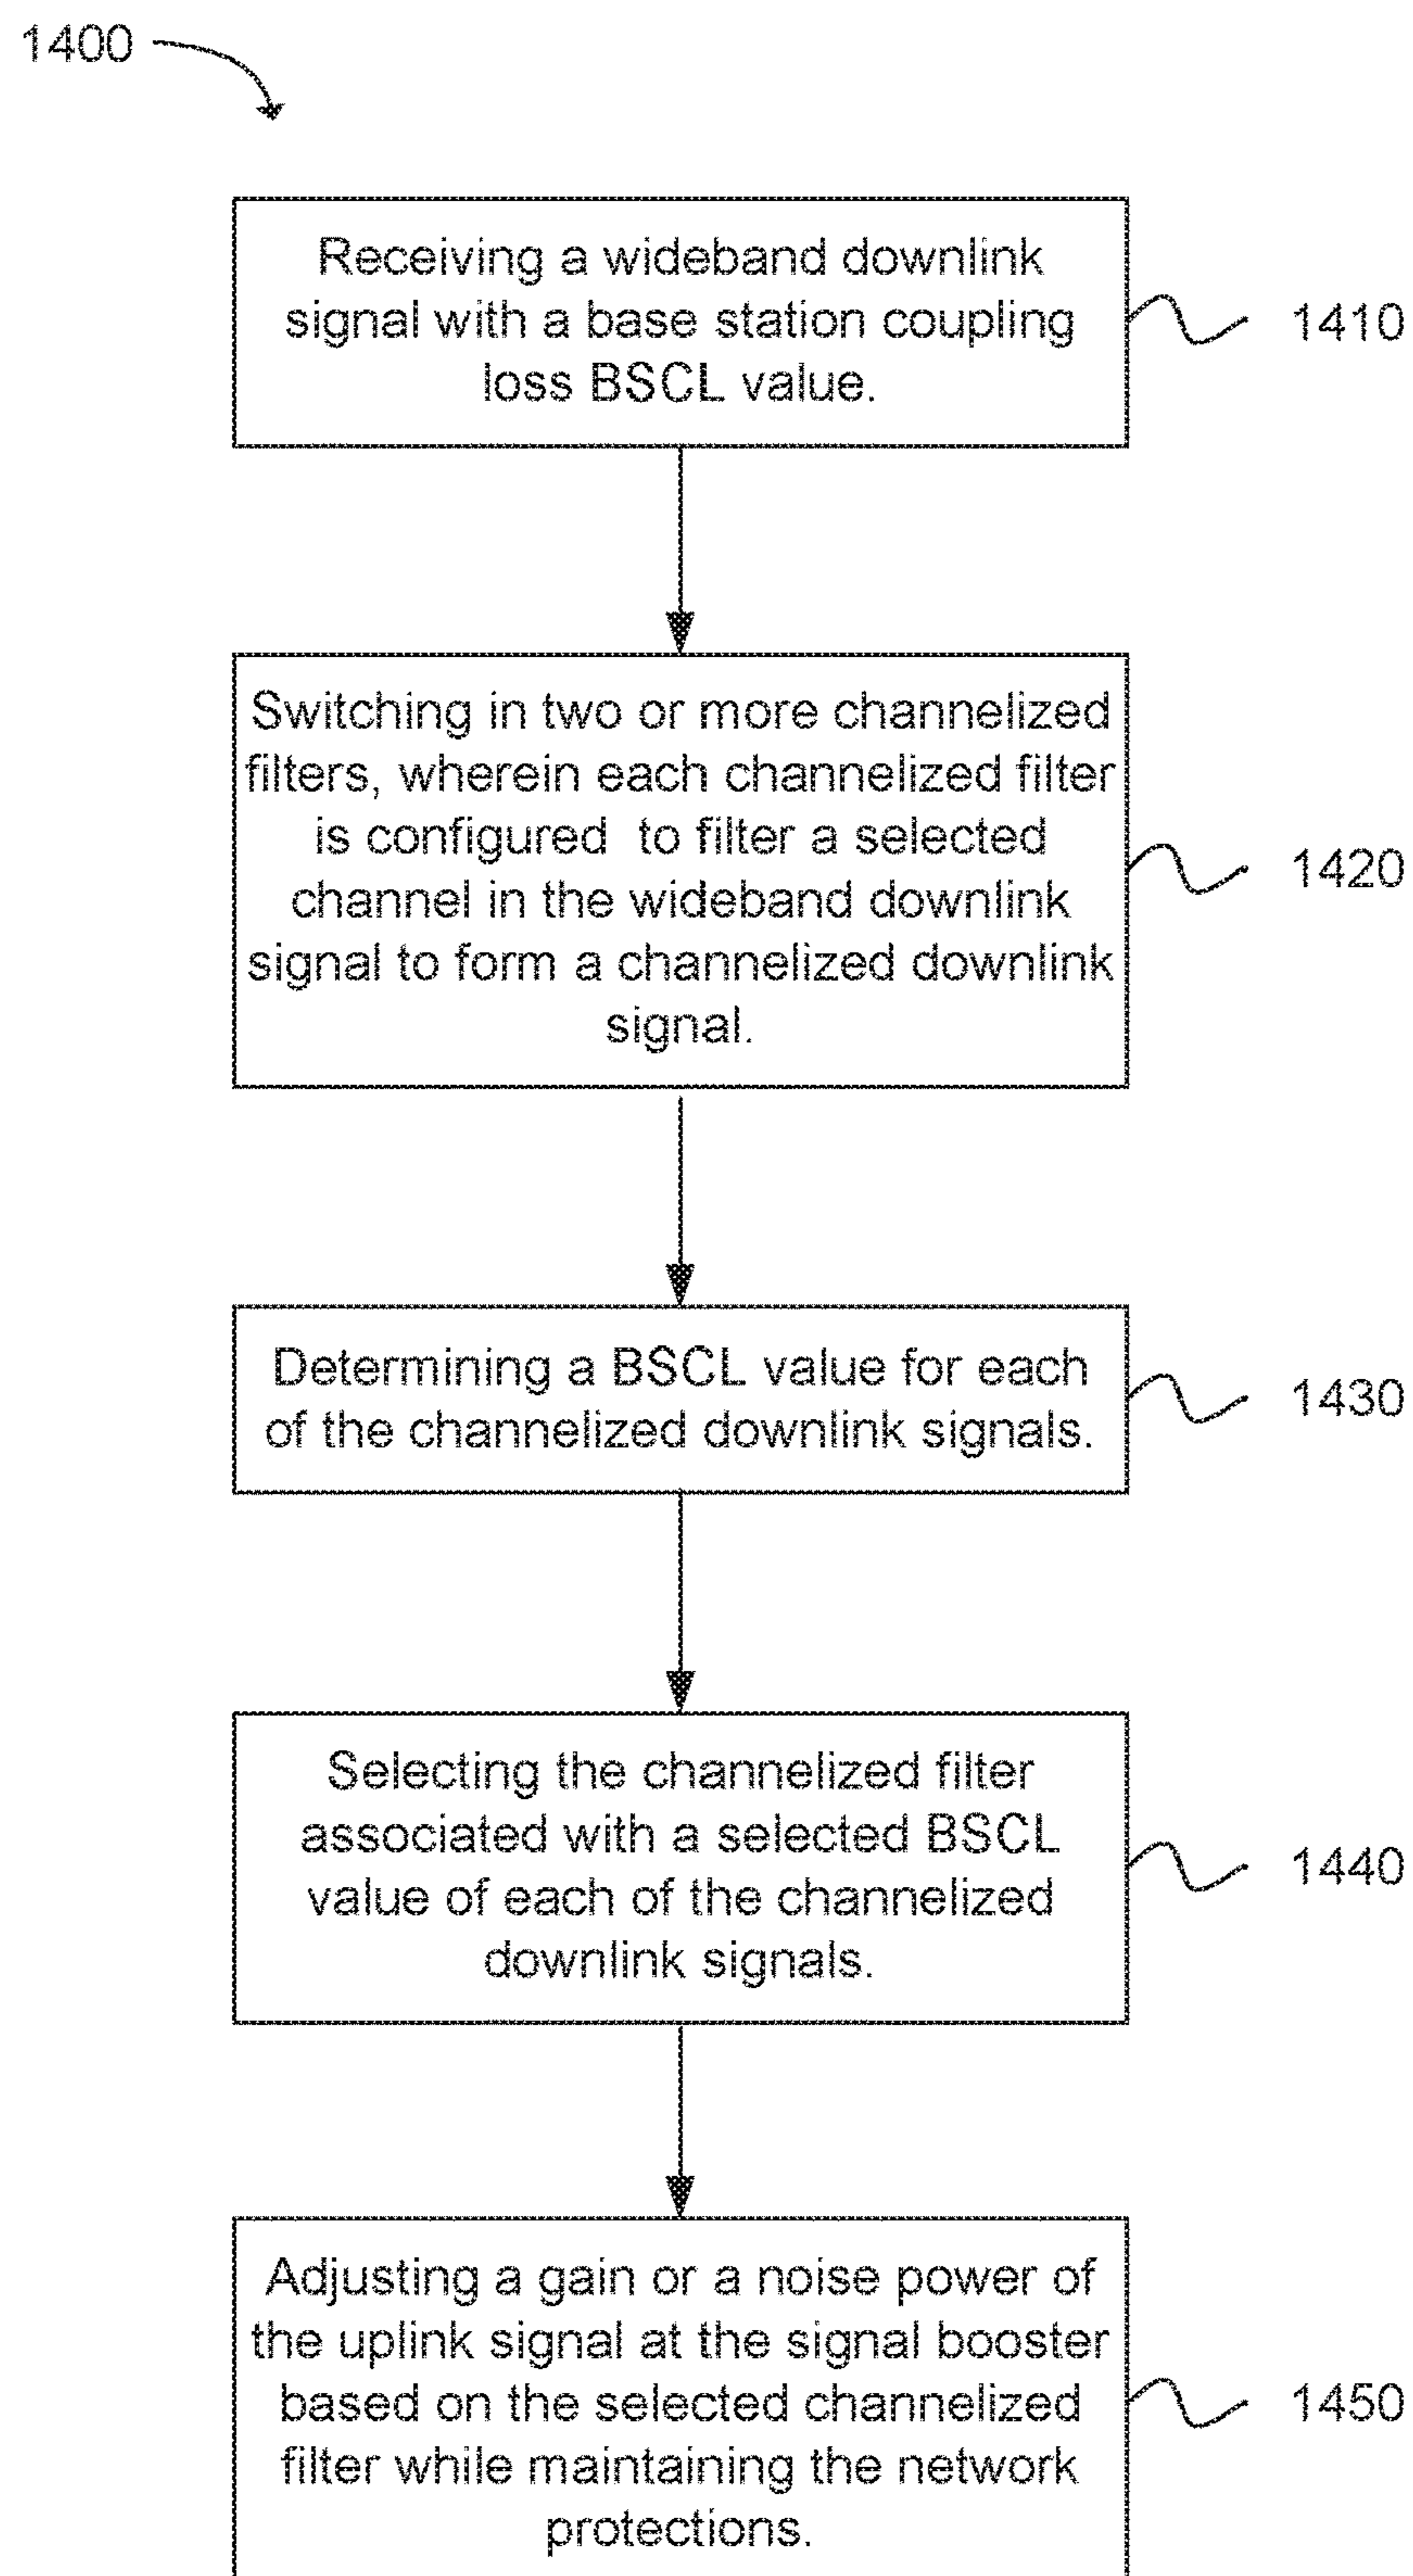 1400
Receiving a wideband downlink
signal with a base station coupling
loss BSCL value.
1410
Switching in two or more channelized
filters, wherein each channelized filter
is configured to filter a selected
channel in the wideband downlink
signal to form a channelized downlink
signal.
1420
Determining a BSCL value for each
of the channelized downlink signals.
1430
Selecting the channelized filter
associated with a selected BSCL
value of each of the channelized
downlink signals.
1440
Adjusting a gain or a noise power of
the uplink signal at the signal booster
based on the selected channelized
filter while maintaining the network
protections.
1450